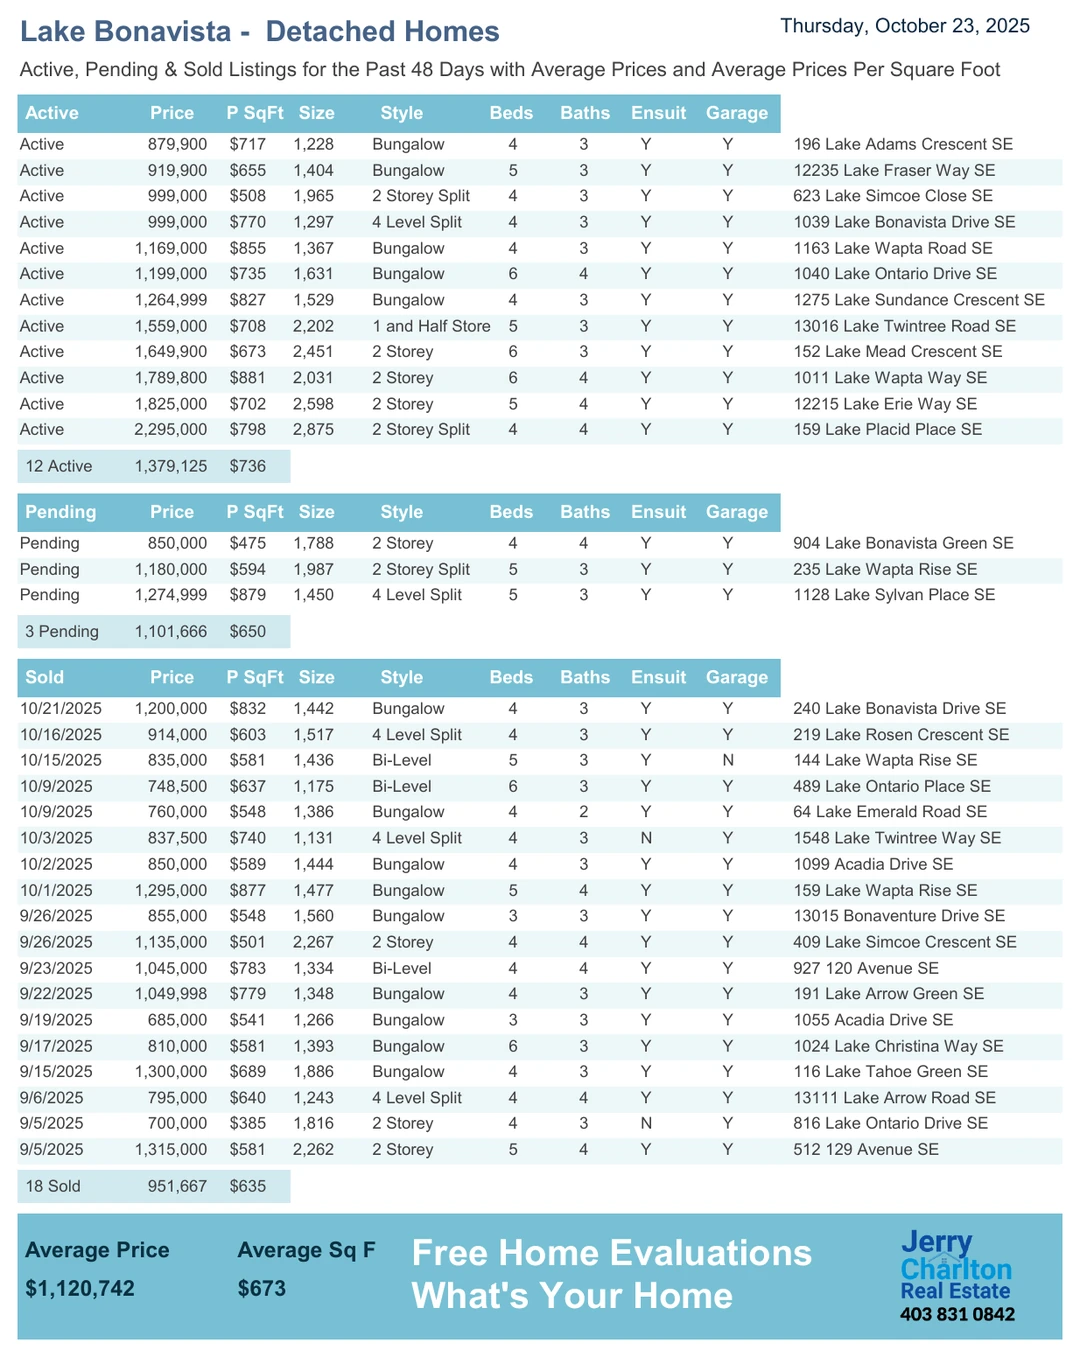 Lake Bonavista -  Detached Homes
Thursday, October 23, 2025
Active, Pending & Sold Listings for the Past 48 Days with Average Prices and Average Prices Per Square Foot
Active Price P SqFt Size Style Beds Baths Ensuit Garage
Active 879,900 $717 1,228 Bungalow 4 3 Y Y 196 Lake Adams Crescent SE
Active 919,900 $655 1,404 Bungalow 5 3 Y Y 12235 Lake Fraser Way SE
Active 999,000 $508 1,965 2 Storey Split 4 3 Y Y 623 Lake Simcoe Close SE
Active 999,000 $770 1,297 4 Level Split 4 3 Y Y 1039 Lake Bonavista Drive SE
Active 1,169,000 $855 1,367 Bungalow 4 3 Y Y 1163 Lake Wapta Road SE
Active 1,199,000 $735 1,631 Bungalow 6 4 Y Y 1040 Lake Ontario Drive SE
Active 1,264,999 $827 1,529 Bungalow 4 3 Y Y 1275 Lake Sundance Crescent SE
Active 1,559,000 $708 2,202 1 and Half Store 5 3 Y Y 13016 Lake Twintree Road SE
Active 1,649,900 $673 2,451 2 Storey 6 3 Y Y 152 Lake Mead Crescent SE
Active 1,789,800 $881 2,031 2 Storey 6 4 Y Y 1011 Lake Wapta Way SE
Active 1,825,000 $702 2,598 2 Storey 5 4 Y Y 12215 Lake Erie Way SE
Active 2,295,000 $798 2,875 2 Storey Split 4 4 Y Y 159 Lake Placid Place SE
12 Active 1,379,125 $736
Pending Price P SqFt Size Style Beds Baths Ensuit Garage
Pending 850,000 $475 1,788 2 Storey 4 4 Y Y 904 Lake Bonavista Green SE
Pending 1,180,000 $594 1,987 2 Storey Split 5 3 Y Y 235 Lake Wapta Rise SE
Pending 1,274,999 $879 1,450 4 Level Split 5 3 Y Y 1128 Lake Sylvan Place SE
3 Pending 1,101,666 $650
Sold Price P SqFt Size Style Beds Baths Ensuit Garage
10/21/2025 1,200,000 $832 1,442 Bungalow 4 3 Y Y 240 Lake Bonavista Drive SE
10/16/2025 914,000 $603 1,517 4 Level Split 4 3 Y Y 219 Lake Rosen Crescent SE
10/15/2025 835,000 $581 1,436 Bi-Level 5 3 Y N 144 Lake Wapta Rise SE
10/9/2025 748,500 $637 1,175 Bi-Level 6 3 Y Y 489 Lake Ontario Place SE
10/9/2025 760,000 $548 1,386 Bungalow 4 2 Y Y 64 Lake Emerald Road SE
10/3/2025 837,500 $740 1,131 4 Level Split 4 3 N Y 1548 Lake Twintree Way SE
10/2/2025 850,000 $589 1,444 Bungalow 4 3 Y Y 1099 Acadia Drive SE
10/1/2025 1,295,000 $877 1,477 Bungalow 5 4 Y Y 159 Lake Wapta Rise SE
9/26/2025 855,000 $548 1,560 Bungalow 3 3 Y Y 13015 Bonaventure Drive SE
9/26/2025 1,135,000 $501 2,267 2 Storey 4 4 Y Y 409 Lake Simcoe Crescent SE
9/23/2025 1,045,000 $783 1,334 Bi-Level 4 4 Y Y 927 120 Avenue SE
9/22/2025 1,049,998 $779 1,348 Bungalow 4 3 Y Y 191 Lake Arrow Green SE
9/19/2025 685,000 $541 1,266 Bungalow 3 3 Y Y 1055 Acadia Drive SE
9/17/2025 810,000 $581 1,393 Bungalow 6 3 Y Y 1024 Lake Christina Way SE
9/15/2025 1,300,000 $689 1,886 Bungalow 4 3 Y Y 116 Lake Tahoe Green SE
9/6/2025 795,000 $640 1,243 4 Level Split 4 4 Y Y 13111 Lake Arrow Road SE
9/5/2025 700,000 $385 1,816 2 Storey 4 3 N Y 816 Lake Ontario Drive SE
9/5/2025 1,315,000 $581 2,262 2 Storey 5 4 Y Y 512 129 Avenue SE
18 Sold 951,667 $635
Average Price Average Sq F
$1,120,742 $673
Free Home Evaluations
What's Your Home
Jerry
Charlton
Real Estate
403 831 0842